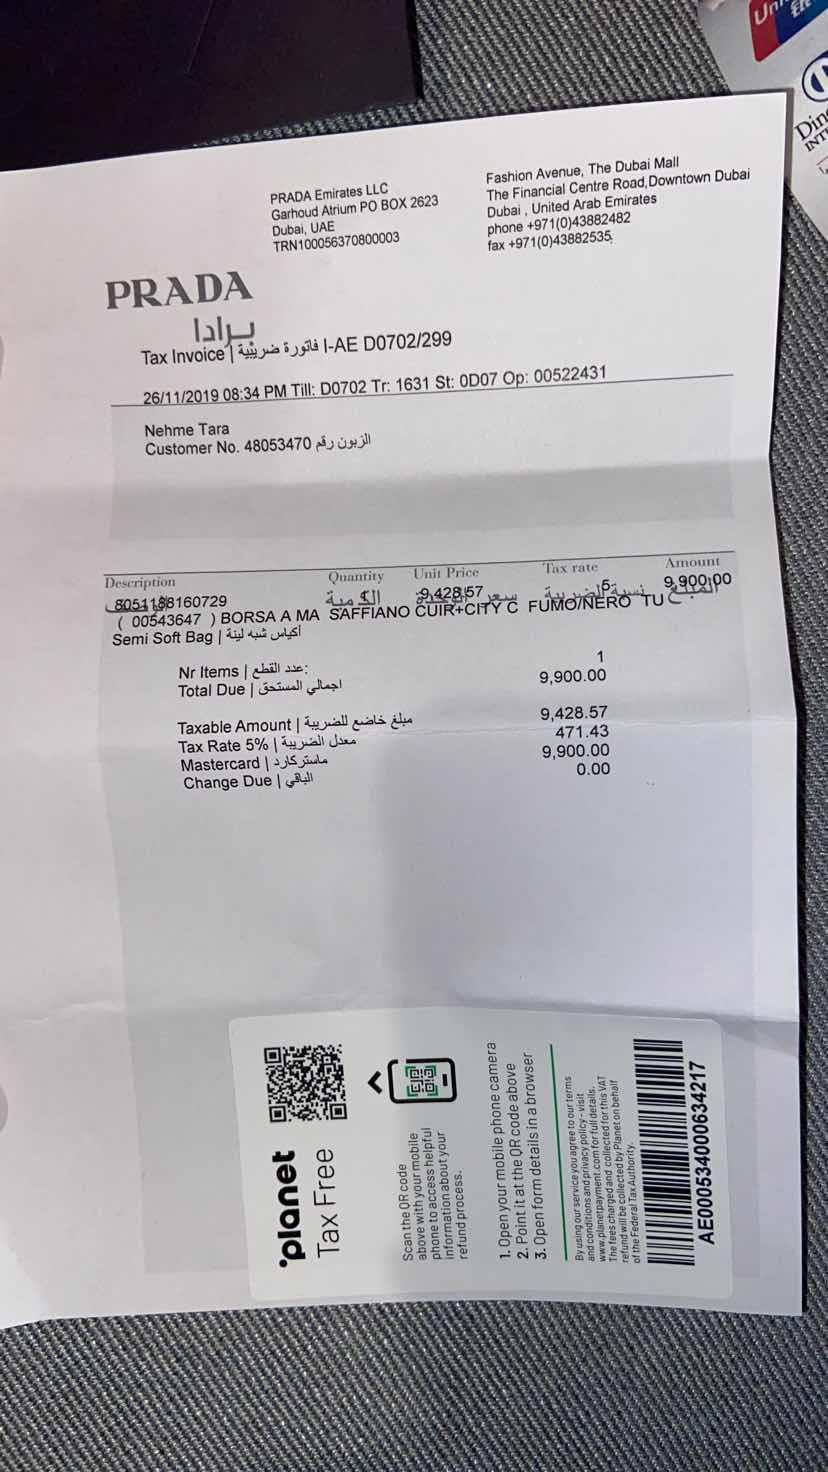 PRADA Emirates LLC
Garhoud Atrium PO BOX 2623
Dubai, UAE
TRN100056370800003
Fashion Avenue, The Dubai Mall
The Financial Centre Road,Downtown Dubai
Dubai , United Arab Emirates
phone +971(0)43882482
fax +971(0)43882535
PRADA
برادا
Tax Invoice | فاتورة ضريبية I-AE D0702/299
26/11/2019 08:34 PM Till: D0702 Tr: 1631 St: 0D07 Op: 00522431
Nehme Tara
Customer No. 48053470 الزبون رقم
Description Quantity Unit Price Tax rate Amount
8051188160729 1 9,428.57 5 9,900.00
الكمية سعر نسبة الضريبة المبلغ
( 00543647 ) BORSA A MA SAFFIANO CUIR+CITY C FUMO/NERO TU
Semi Soft Bag | أكياس شبه لينة
Nr Items | عدد القطع: 1
Total Due | اجمالي المستحق 9,900.00
Taxable Amount | مبلغ خاضع للضريبة 9,428.57
Tax Rate 5% | معدل الضريبة 471.43
Mastercard | ماستركارد 9,900.00
Change Due | الباقي 0.00
planet
Tax Free
Scan the QR code
above with your mobile
phone to access helpful
information about your
refund process.
1. Open your mobile phone camera
2. Point it at the QR code above
3. Open form details in a browser
By using our service you agree to our terms
and conditions and privacy policy - visit
www.planetpayment.com for full details.
The fees charged and collected for this VAT
refund will be collected by Planet on behalf
of the Federal Tax Authority.
AE000534000634217